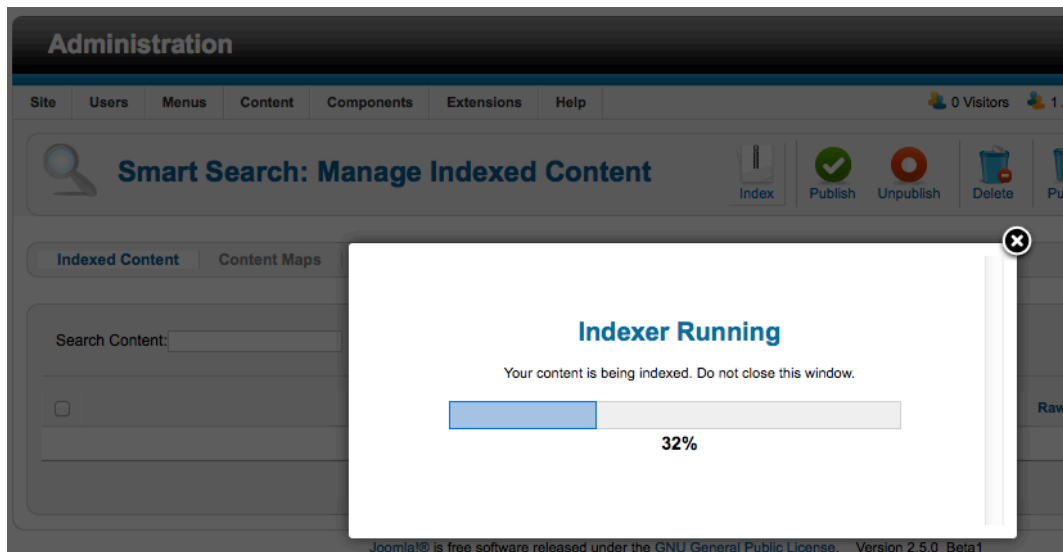 Administration
Site Users Menus Content Components Extensions Help 0 Visitors 1
Smart Search: Manage Indexed Content
Index Publish Unpublish Delete
Indexed Content Content Maps
Indexer Running
Search Content:
Your content is being indexed. Do not close this window.
Raw
32%
Joomla!® is free software released under the GNU General Public License. Version 2.5.0 Beta1